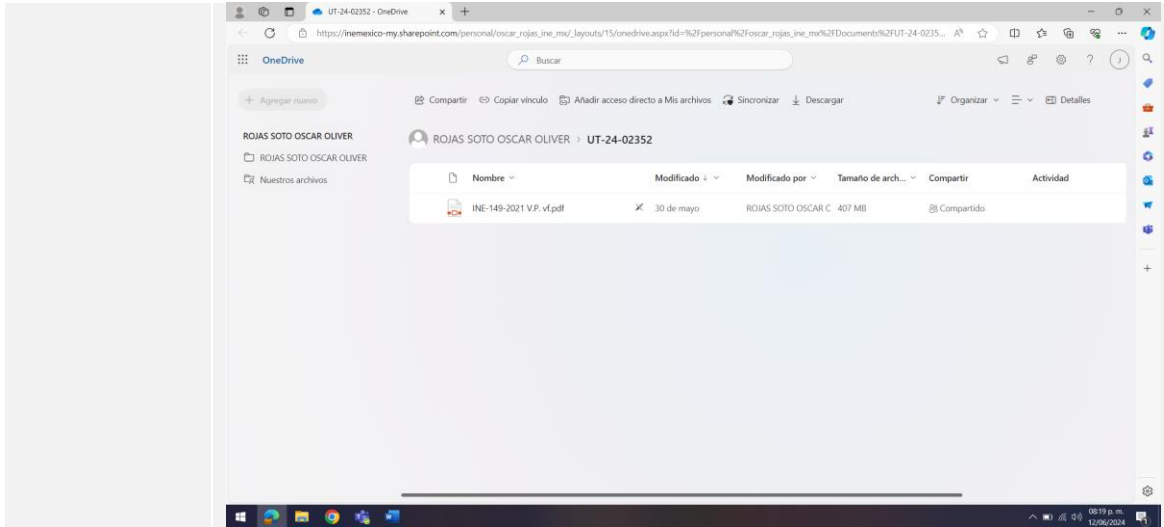 UT-24-02352 - OneDrive
https://inemexico-my.sharepoint.com/personal/oscar_rojas_ine_mx/_layouts/15/onedrive.aspx?id=%2Fpersonal%2Foscar_rojas_ine_mx%2FDocuments%2FUT-24-0235...
OneDrive
Buscar
J
+ Agregar nuevo
Compartir Copiar vínculo Añadir acceso directo a Mis archivos Sincronizar Descargar
Organizar Detalles
ROJAS SOTO OSCAR OLIVER
ROJAS SOTO OSCAR OLIVER
Nuestros archivos
ROJAS SOTO OSCAR OLIVER > UT-24-02352
Nombre Modificado Modificado por Tamaño de arch... Compartir Actividad
INE-149-2021 V.P. vf.pdf 30 de mayo ROJAS SOTO OSCAR C 407 MB Compartido
08:19 p. m.
12/06/2024